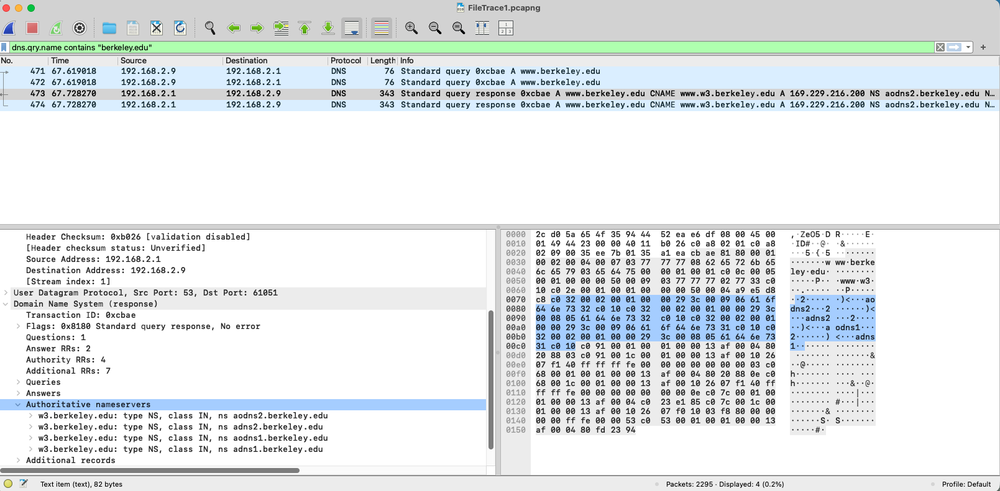 FileTrace1.pcapng
dns.qry.name contains "berkeley.edu"
No. Time Source Destination Protocol Length Info
471 67.619018 192.168.2.9 192.168.2.1 DNS 76 Standard query 0xcbae A www.berkeley.edu
472 67.619018 192.168.2.9 192.168.2.1 DNS 76 Standard query 0xcbae A www.berkeley.edu
473 67.728270 192.168.2.1 192.168.2.9 DNS 343 Standard query response 0xcbae A www.berkeley.edu CNAME www.w3.berkeley.edu A 169.229.216.200 NS aodns2.berkeley.edu N…
474 67.728270 192.168.2.1 192.168.2.9 DNS 343 Standard query response 0xcbae A www.berkeley.edu CNAME www.w3.berkeley.edu A 169.229.216.200 NS aodns2.berkeley.edu N…
Header Checksum: 0xb026 [validation disabled]
[Header checksum status: Unverified]
Source Address: 192.168.2.1
Destination Address: 192.168.2.9
[Stream index: 1]
User Datagram Protocol, Src Port: 53, Dst Port: 61051
Domain Name System (response)
Transaction ID: 0xcbae
Flags: 0x8180 Standard query response, No error
Questions: 1
Answer RRs: 2
Authority RRs: 4
Additional RRs: 7
Queries
Answers
Authoritative nameservers
w3.berkeley.edu: type NS, class IN, ns aodns2.berkeley.edu
w3.berkeley.edu: type NS, class IN, ns adns2.berkeley.edu
w3.berkeley.edu: type NS, class IN, ns aodns1.berkeley.edu
w3.berkeley.edu: type NS, class IN, ns adns1.berkeley.edu
Additional records
0000 2c d0 5a 65 4f 35 94 44 52 ea e6 df 08 00 45 00 ,·ZeO5·D R·····E·
0010 01 49 44 23 00 00 40 11 b0 26 c0 a8 02 01 c0 a8 ·ID#··@· ·&······
0020 02 09 00 35 ee 7b 01 35 a1 ea cb ae 81 80 00 01 ···5·{·5 ········
0030 00 02 00 04 00 07 03 77 77 77 08 62 65 72 6b 65 ·······w ww·berke
0040 6c 65 79 03 65 64 75 00 00 01 00 01 c0 0c 00 05 ley·edu· ········
0050 00 01 00 00 00 50 00 09 03 77 77 77 02 77 33 c0 ·····P·· ·www·w3·
0060 10 c0 2e 00 01 00 01 00 00 00 50 00 04 a9 e5 d8 ··.····· ··P·····
0070 c8 c0 32 00 02 00 01 00 00 29 3c 00 09 06 61 6f ··2····· ·)<···ao
0080 64 6e 73 32 c0 10 c0 32 00 02 00 01 00 00 29 3c dns2···2 ······)<
0090 00 08 05 61 64 6e 73 32 c0 10 c0 32 00 02 00 01 ···adns2 ···2····
00a0 00 00 29 3c 00 09 06 61 6f 64 6e 73 31 c0 10 c0 ··)<···a odns1···
00b0 32 00 02 00 01 00 00 29 3c 00 08 05 61 64 6e 73 2······) <···adns
00c0 31 c0 10 c0 91 00 01 00 01 00 00 13 af 00 04 80 1······· ········
00d0 20 88 03 c0 91 00 1c 00 01 00 00 13 af 00 10 26 ······· ·······&
00e0 07 f1 40 ff ff ff ff fe 00 00 00 00 00 00 03 c0 ··@····· ········
00f0 68 00 01 00 01 00 00 13 af 00 04 80 20 88 0e c0 h······· ···· ···
0100 68 00 1c 00 01 00 00 13 af 00 10 26 07 f1 40 ff h······· ···&··@·
0110 ff ff fe 00 00 00 00 00 00 00 0e c0 7c 00 01 00 ········ ····|···
0120 01 00 00 13 af 00 04 c0 23 e1 85 c0 7c 00 1c 00 ········ #···|···
0130 01 00 00 13 af 00 10 26 07 f0 10 03 f8 80 00 00 ·······& ········
0140 00 00 ff fe 00 00 53 c0 53 00 01 00 01 00 00 13 ······S· S·······
0150 af 00 04 80 fd 23 94 ·····#·
Text item (text), 82 bytes
Packets: 2295 · Displayed: 4 (0.2%)
Profile: Default